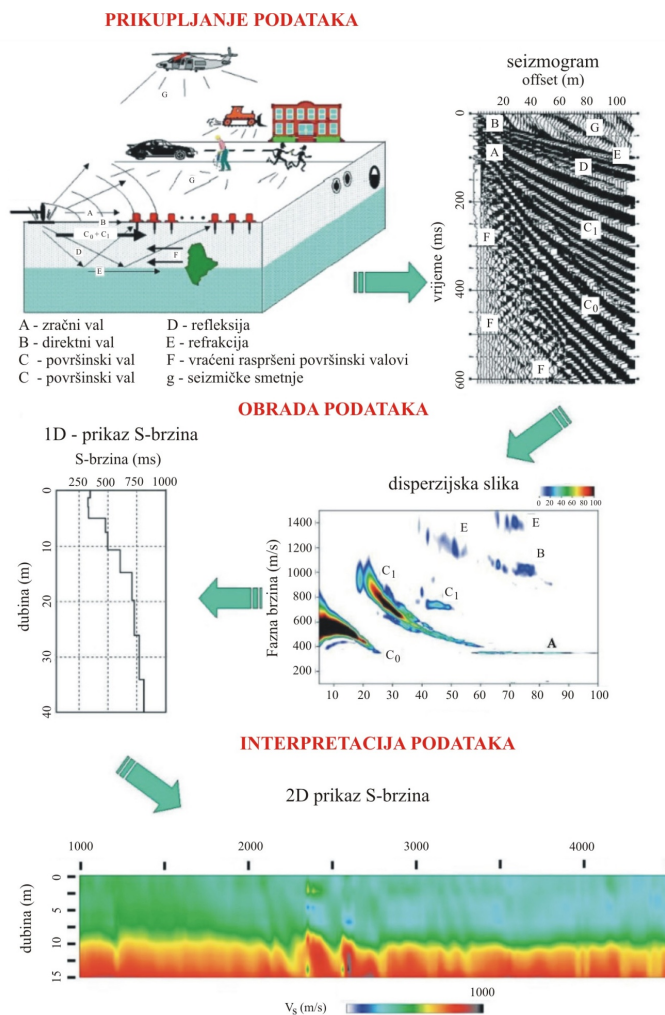 PRIKUPLJANJE PODATAKA
G
G
A
B
C0 + C1
D
E
F
seizmogram
offset (m)
20 40 60 80 100
0
200
400
600
vrijeme (ms)
B
G
A
E
D
C1
F
C0
F
F
A - zračni val
B - direktni val
C - površinski val
C - površinski val
D - refleksija
E - refrakcija
F - vraćeni raspršeni površinski valovi
g - seizmičke smetnje
OBRADA PODATAKA
1D - prikaz S-brzina
S-brzina (ms)
250 500 750 1000
0
10
20
30
40
dubina (m)
disperzijska slika
0 20 40 60 80 100
1400
1200
1000
800
600
400
200
Fazna brzina (m/s)
E
E
B
C1
C1
C0
A
10 20 30 40 50 60 70 80 90 100
INTERPRETACIJA PODATAKA
2D prikaz S-brzina
1000 2000 3000 4000
0
5
10
15
dubina (m)
1000
Vs (m/s)